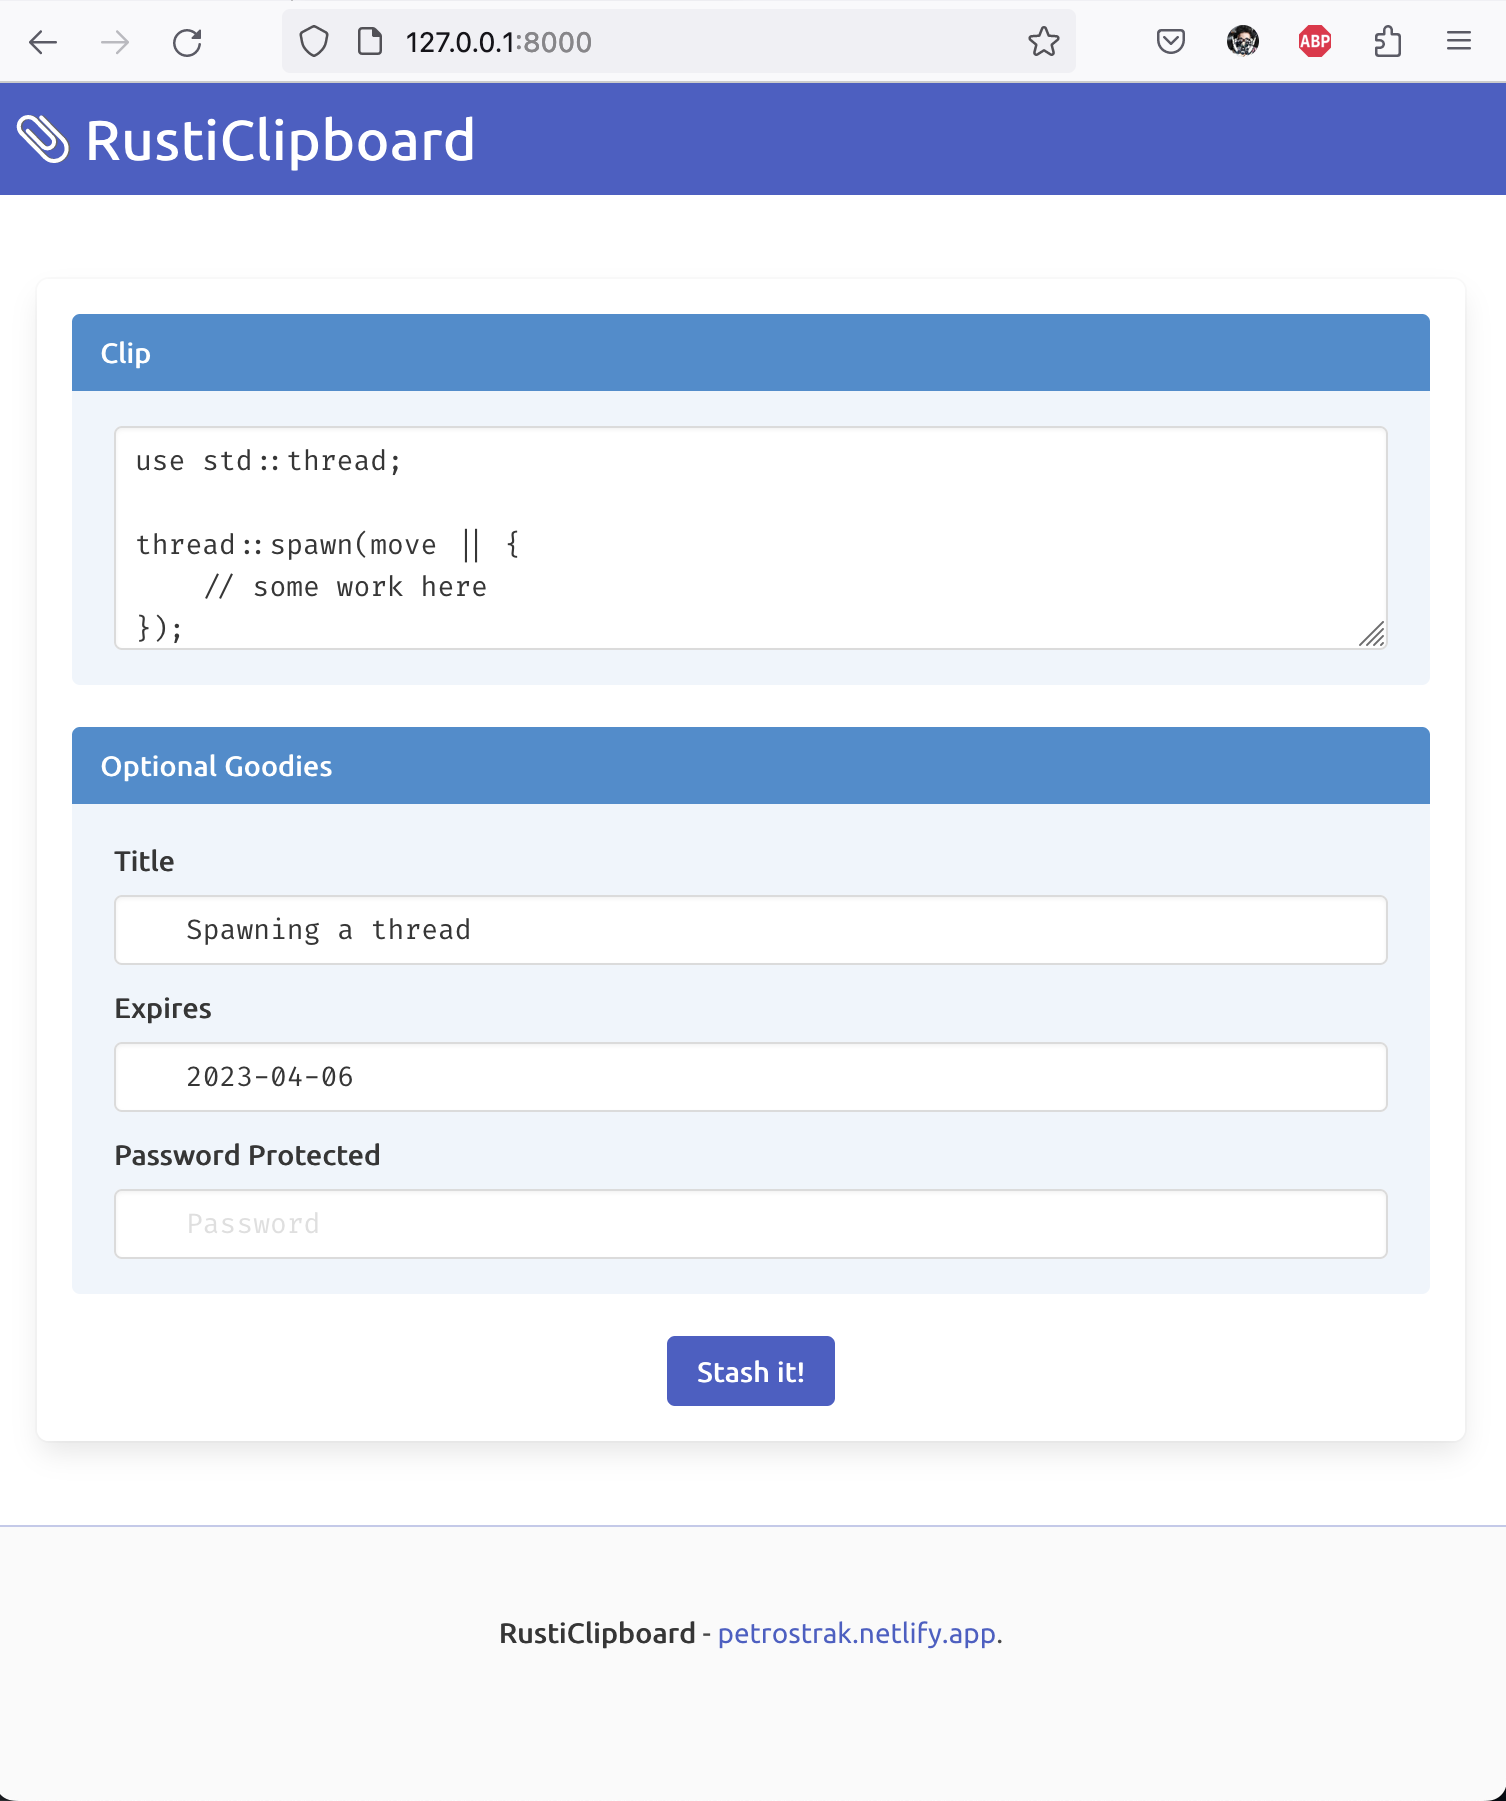 127.0.0.1:8000
ABP
RustiClipboard
Clip
use std::thread;
thread::spawn(move || {
    // some work here
});
Optional Goodies
Title
Spawning a thread
Expires
2023-04-06
Password Protected
Password
Stash it!
RustiClipboard - petrostrak.netlify.app.